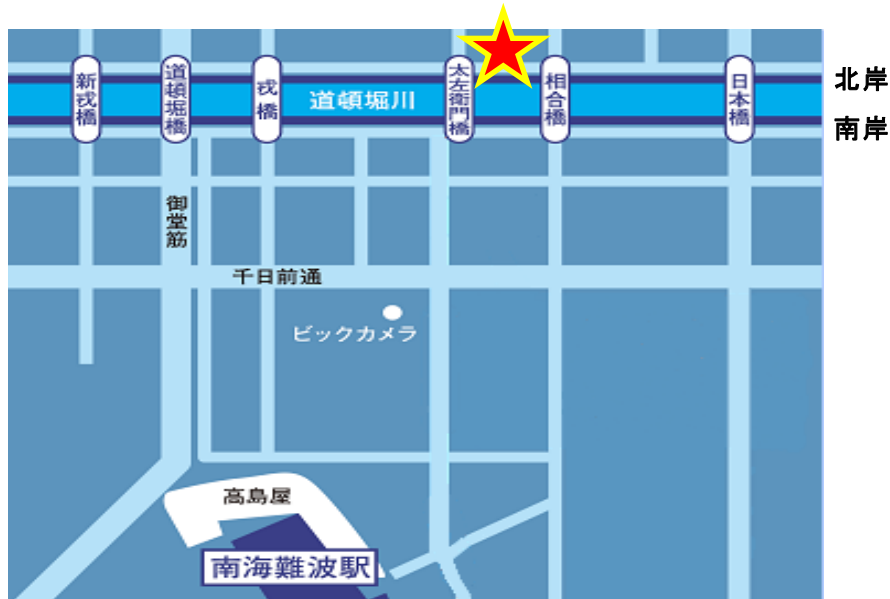 新戎橋
道頓堀橋
戎橋
道頓堀川
太左衛門橋
相合橋
日本橋
北岸
南岸
御堂筋
千日前通
ビックカメラ
高島屋
南海難波駅